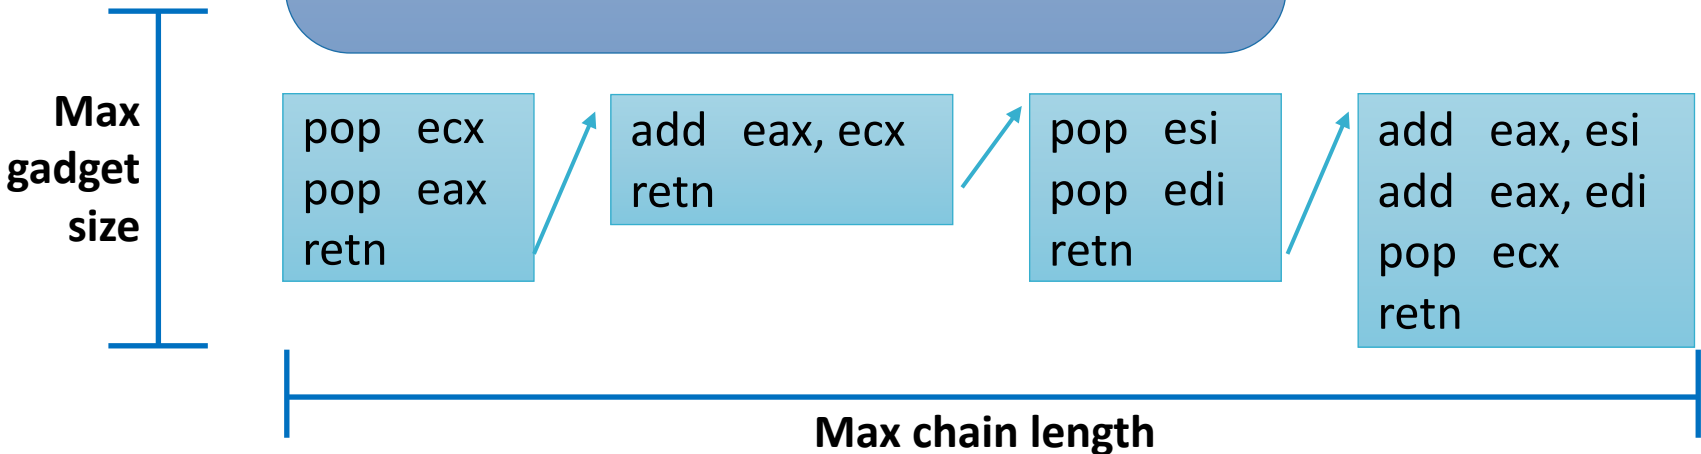 Max
gadget
size
pop ecx
pop eax
retn
add eax, ecx
retn
pop esi
pop edi
retn
add eax, esi
add eax, edi
pop ecx
retn
Max chain length